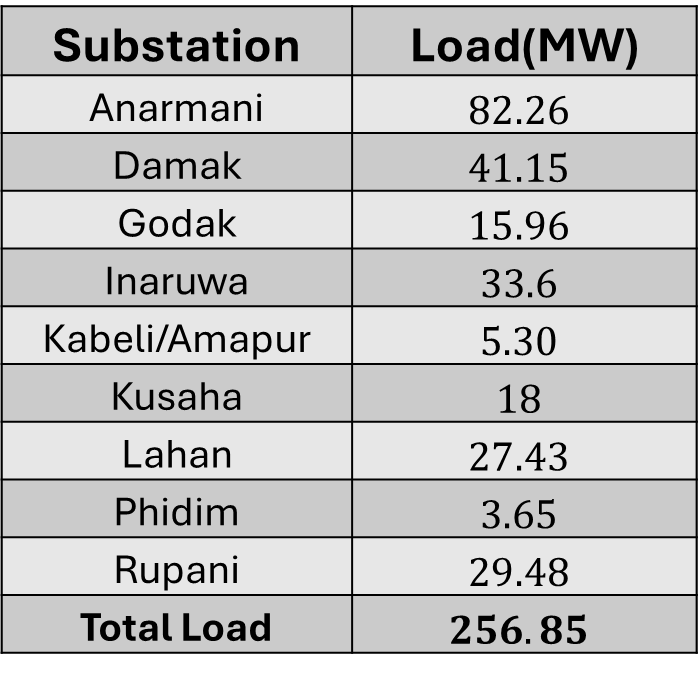 Substation Load(MW)
Anarmani 82.26
Damak 41.15
Godak 15.96
Inaruwa 33.6
Kabeli/Amapur 5.30
Kusaha 18
Lahan 27.43
Phidim 3.65
Rupani 29.48
Total Load 256.85